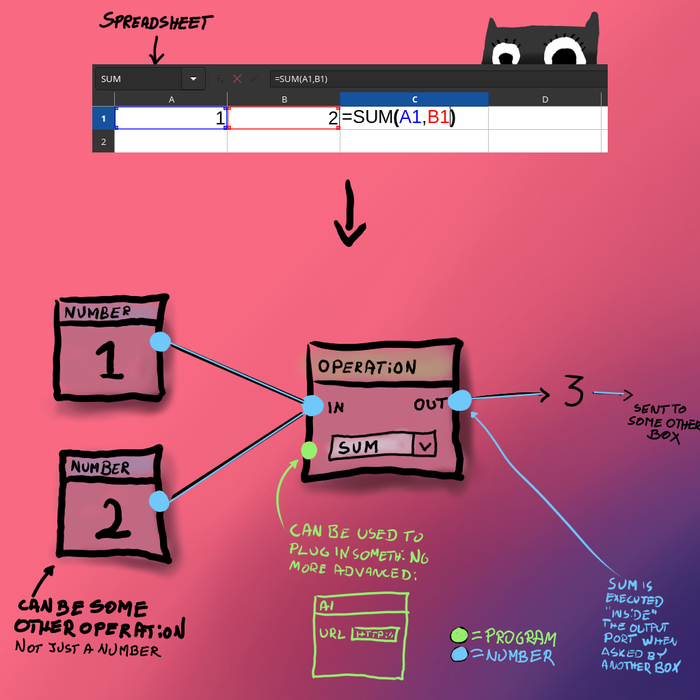 SPREADSHEET
SUM
=SUM(A1,B1)
A B C D
1 1 2 =SUM(A1,B1)
2
NUMBER
1
OPERATION
IN OUT
SUM
3
SENT TO
SOME OTHER
BOX
NUMBER
2
CAN BE SOME
OTHER OPERATION
NOT JUST A NUMBER
CAN BE USED TO
PLUG IN SOMETHING
MORE ADVANCED:
AI
URL HTTP://
= PROGRAM
= NUMBER
SUM IS
EXECUTED
"INSIDE"
THE OUTPUT
PORT WHEN
ASKED BY
ANOTHER BOX